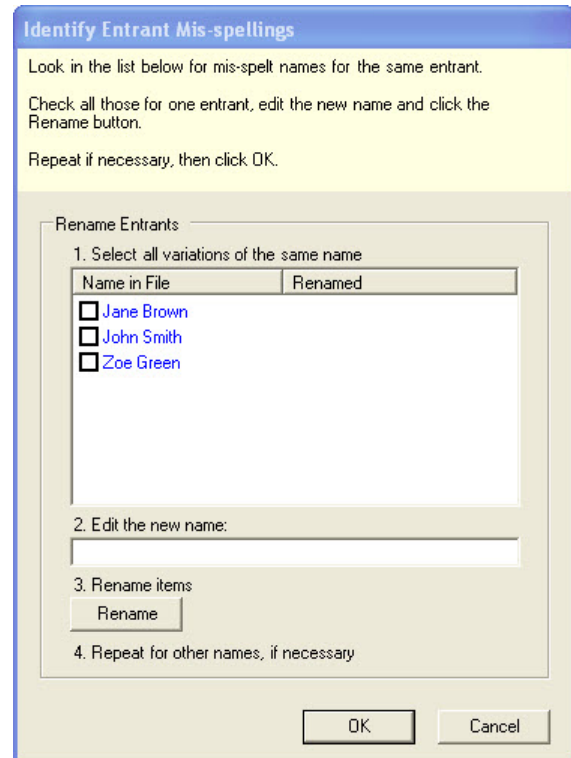 Identify Entrant Mis-spellings
Look in the list below for mis-spelt names for the same entrant.
Check all those for one entrant, edit the new name and click the
Rename button.
Repeat if necessary, then click OK.
Rename Entrants
1. Select all variations of the same name
Name in File Renamed
Jane Brown
John Smith
Zoe Green
2. Edit the new name:
3. Rename items
Rename
4. Repeat for other names, if necessary
OK Cancel